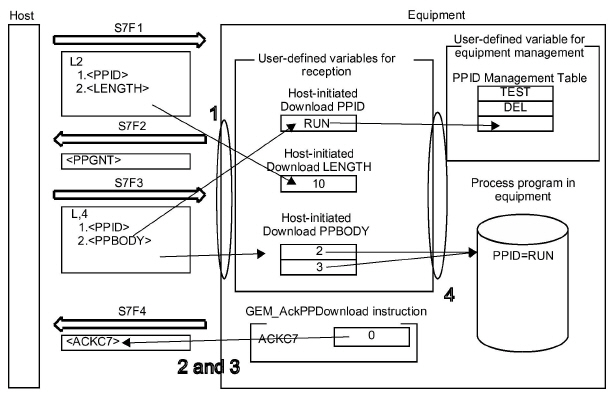 Host
Equipment
S7F1
L2
1.<PPID>
2.<LENGTH>
1
S7F2
<PPGNT>
S7F3
L,4
1.<PPID>
2.<PPBODY>
S7F4
<ACKC7>
2 and 3
User-defined variables for
reception
Host-initiated
Download PPID
RUN
Host-initiated
Download LENGTH
10
Host-initiated
Download PPBODY
2
3
4
GEM_AckPPDownload instruction
ACKC7
0
User-defined variable for
equipment management
PPID Management Table
TEST
DEL
Process program in
equipment
PPID=RUN